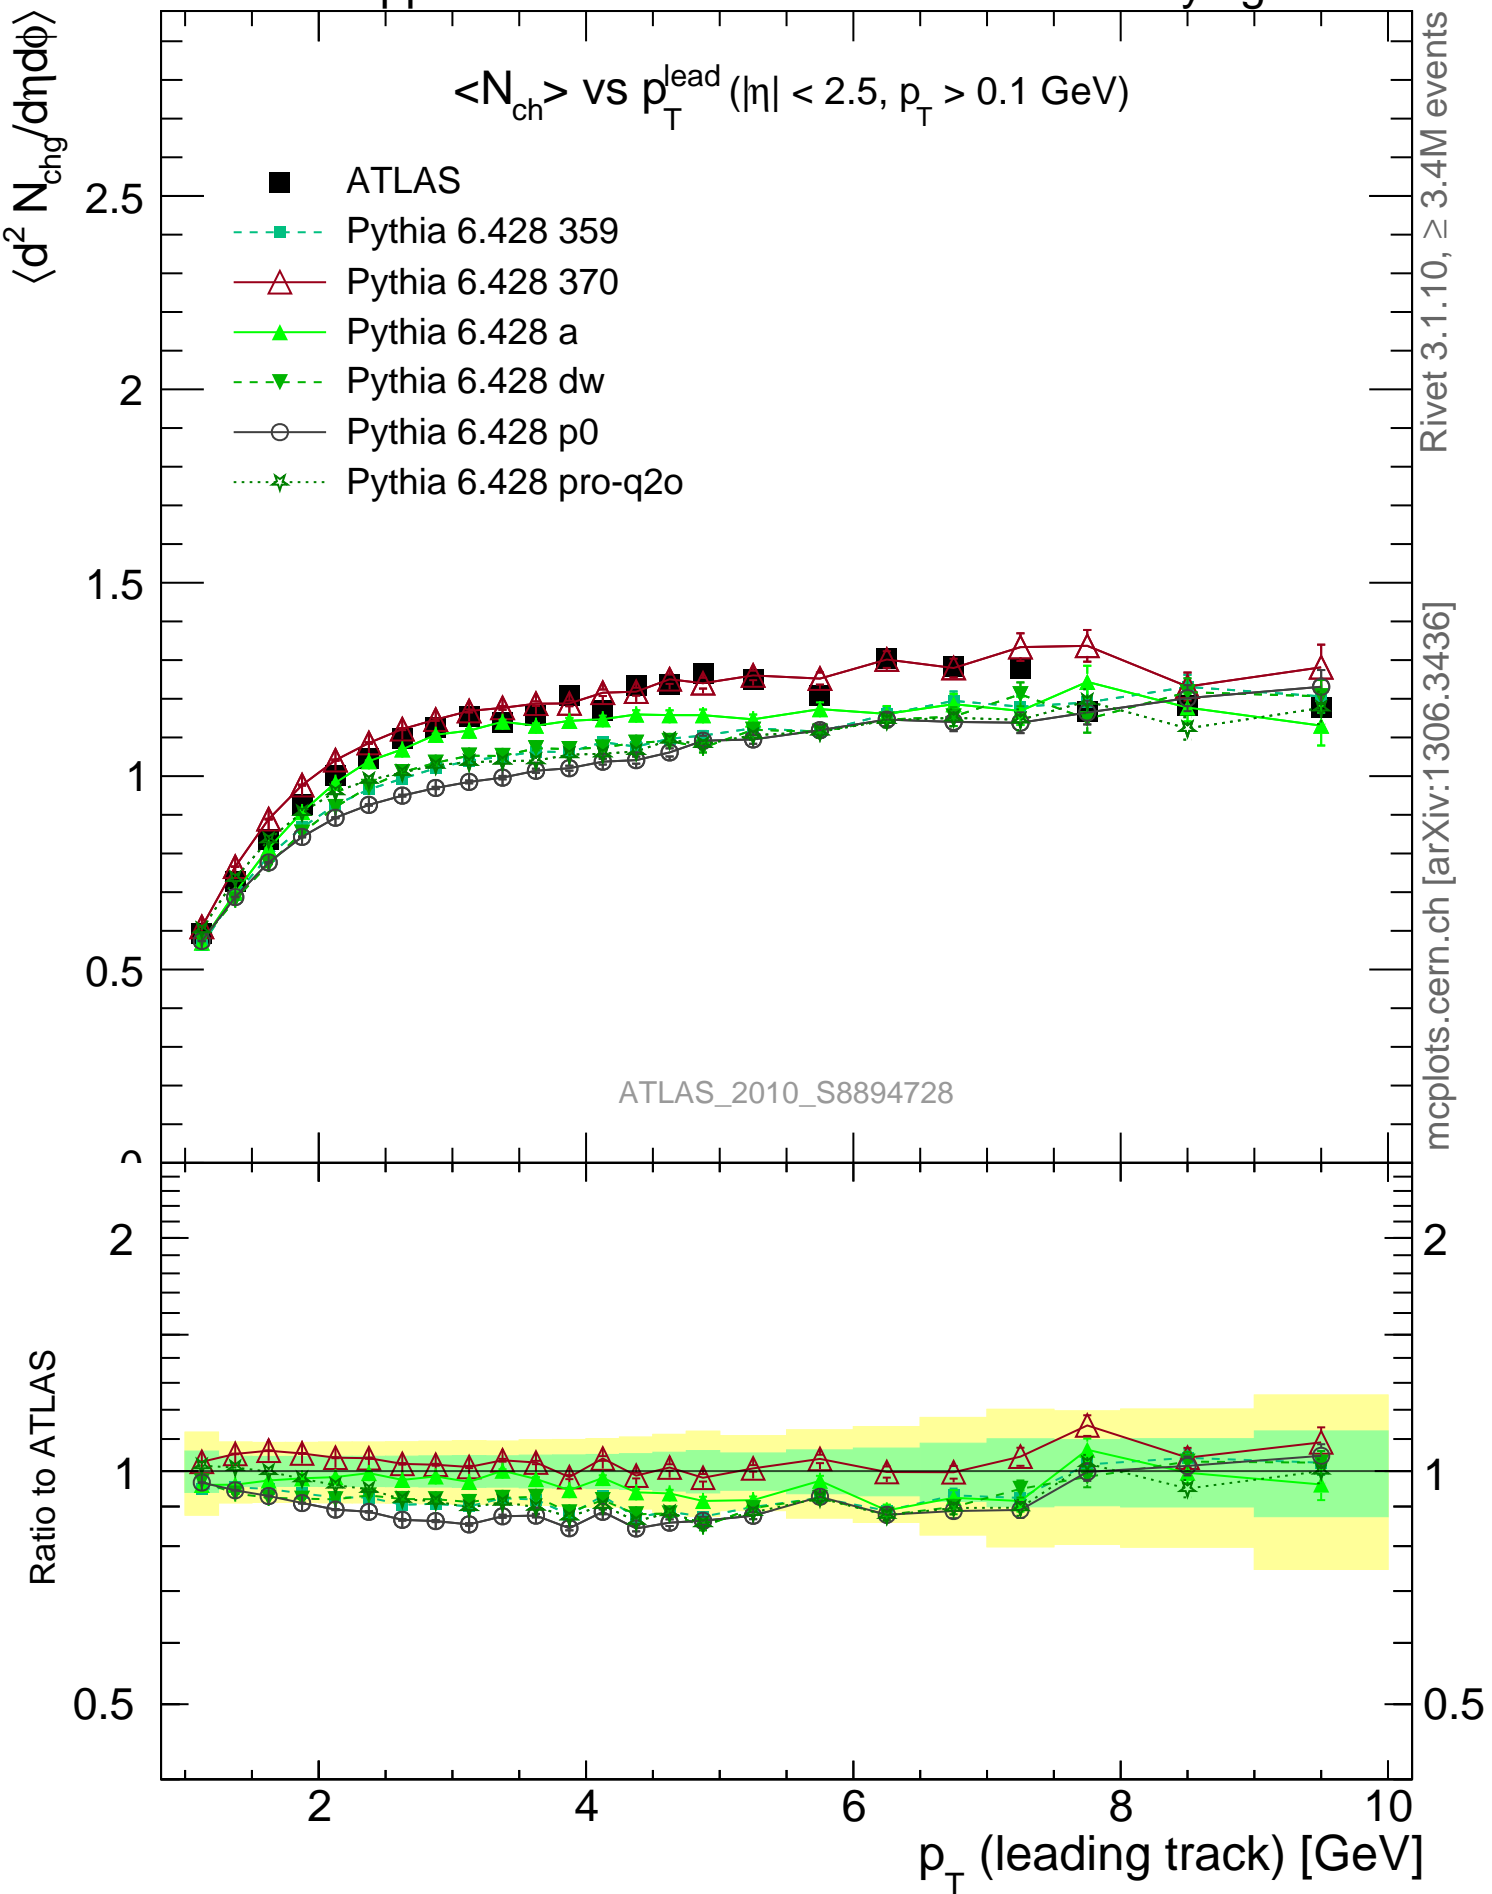 ⟨d² N_chg/dηdϕ⟩
<N_ch> vs p_T^lead (|η| < 2.5, p_T > 0.1 GeV)
ATLAS
Pythia 6.428 359
Pythia 6.428 370
Pythia 6.428 a
Pythia 6.428 dw
Pythia 6.428 p0
Pythia 6.428 pro-q2o
2.5
2
1.5
1
0.5
0
ATLAS_2010_S8894728
Rivet 3.1.10, ≥ 3.4M events
mcplots.cern.ch [arXiv:1306.3436]
Ratio to ATLAS
2
1
0.5
2
1
0.5
2 4 6 8 10
p_T (leading track) [GeV]